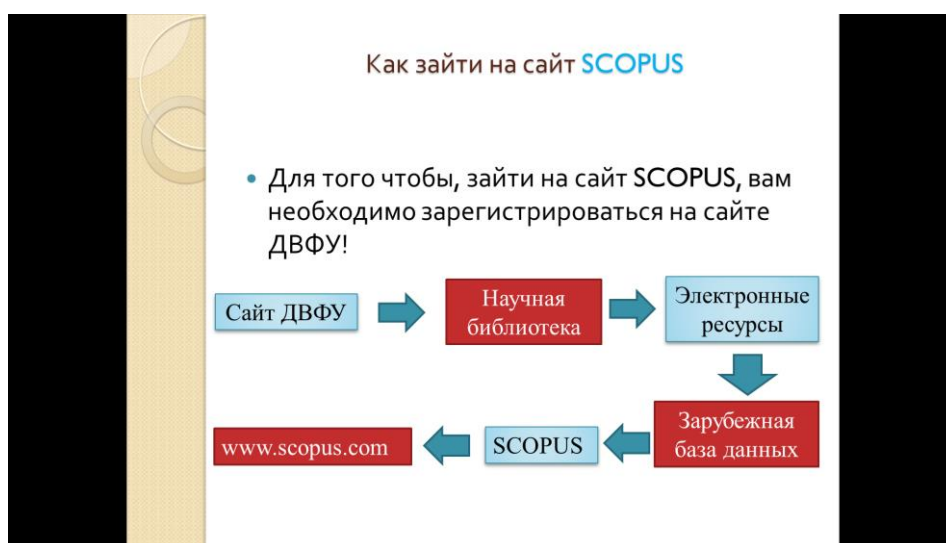 Как зайти на сайт SCOPUS
• Для того чтобы, зайти на сайт SCOPUS, вам
необходимо зарегистрироваться на сайте
ДВФУ!
Сайт ДВФУ
Научная
библиотека
Электронные
ресурсы
Зарубежная
база данных
SCOPUS
www.scopus.com